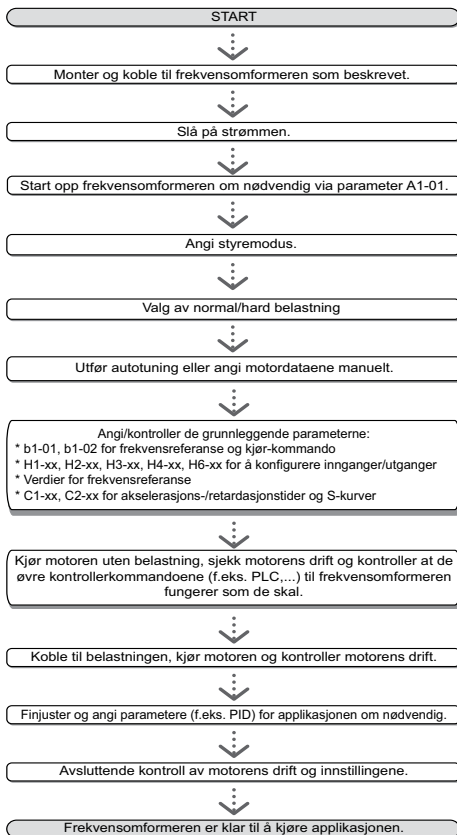 START
Monter og koble til frekvensomformeren som beskrevet.
Slå på strømmen.
Start opp frekvensomformeren om nødvendig via parameter A1-01.
Angi styremodus.
Valg av normal/hard belastning
Utfør autotuning eller angi motordataene manuelt.
Angi/kontroller de grunnleggende parameterne:
* b1-01, b1-02 for frekvensreferanse og kjør-kommando
* H1-xx, H2-xx, H3-xx, H4-xx, H6-xx for å konfigurere innganger/utganger
* Verdier for frekvensreferanse
* C1-xx, C2-xx for akselerasjons-/retardasjonstider og S-kurver
Kjør motoren uten belastning, sjekk motorens drift og kontroller at de
øvre kontrollerkommandoene (f.eks. PLC,...) til frekvensomformeren
fungerer som de skal.
Koble til belastningen, kjør motoren og kontroller motorens drift.
Finjuster og angi parametere (f.eks. PID) for applikasjonen om nødvendig.
Avsluttende kontroll av motorens drift og innstillingene.
Frekvensomformeren er klar til å kjøre applikasjonen.